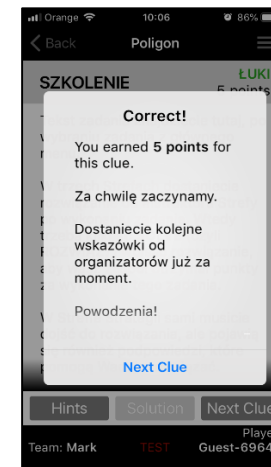 Orange 10:06 86%
Back Poligon
SZKOLENIE ŁUKI
5 points
Correct!
You earned 5 points for
this clue.
Za chwilę zaczynamy.
Dostaniecie kolejne
wskazówki od
organizatorów już za
moment.
Powodzenia!
Next Clue
Hints Solution Next Clue
Playe
Team: Mark TEST Guest-6964